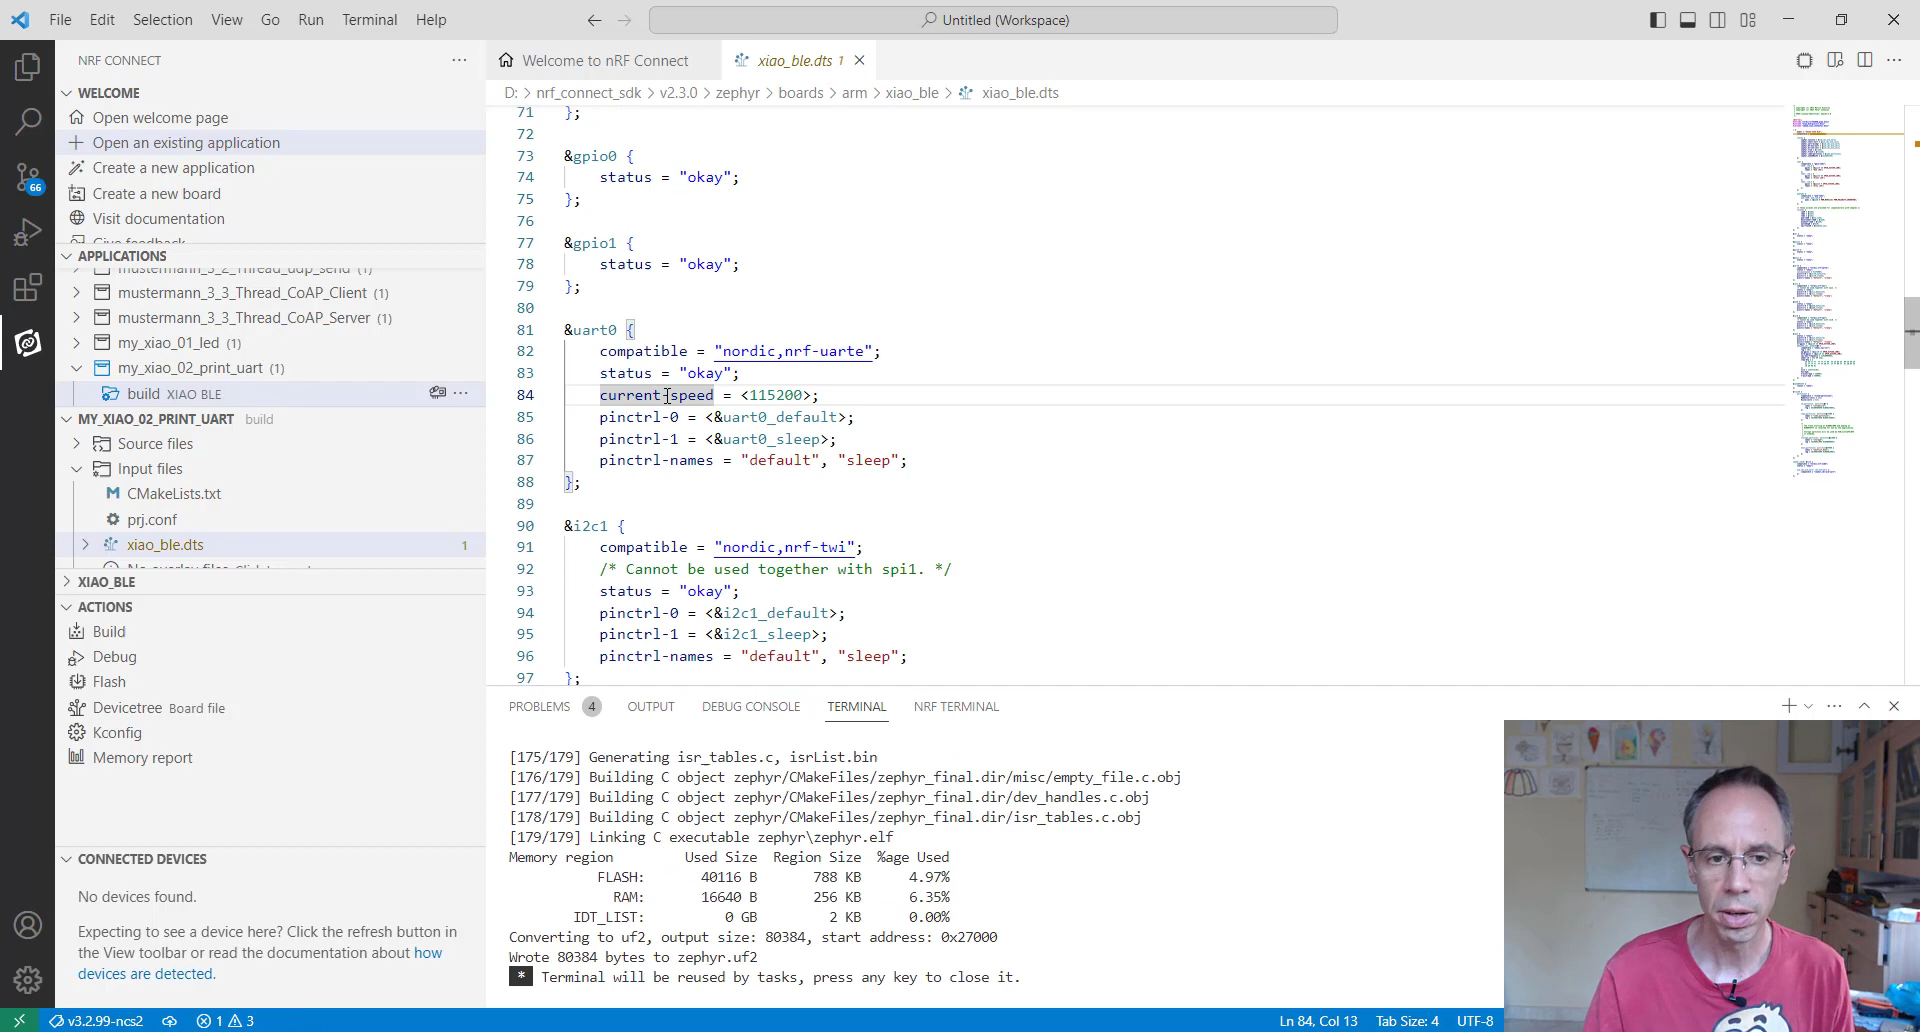 File Edit Selection View Go Run Terminal Help
Untitled (Workspace)
NRF CONNECT
WELCOME
Open welcome page
Open an existing application
Create a new application
Create a new board
Visit documentation
Give feedback
APPLICATIONS
mustermann_3_2_Thread_udp_send (1)
mustermann_3_3_Thread_CoAP_Client (1)
mustermann_3_3_Thread_CoAP_Server (1)
my_xiao_01_led (1)
my_xiao_02_print_uart (1)
build XIAO BLE
MY_XIAO_02_PRINT_UART build
Source files
Input files
CMakeLists.txt
prj.conf
xiao_ble.dts 1
XIAO_BLE
ACTIONS
Build
Debug
Flash
Devicetree Board file
Kconfig
Memory report
CONNECTED DEVICES
No devices found.
Expecting to see a device here? Click the refresh button in
the View toolbar or read the documentation about how
devices are detected.
66
Welcome to nRF Connect
xiao_ble.dts 1
D: > nrf_connect_sdk > v2.3.0 > zephyr > boards > arm > xiao_ble > xiao_ble.dts
71 };
72
73 &gpio0 {
74 status = "okay";
75 };
76
77 &gpio1 {
78 status = "okay";
79 };
80
81 &uart0 {
82 compatible = "nordic,nrf-uarte";
83 status = "okay";
84 current-speed = <115200>;
85 pinctrl-0 = <&uart0_default>;
86 pinctrl-1 = <&uart0_sleep>;
87 pinctrl-names = "default", "sleep";
88 };
89
90 &i2c1 {
91 compatible = "nordic,nrf-twi";
92 /* Cannot be used together with spi1. */
93 status = "okay";
94 pinctrl-0 = <&i2c1_default>;
95 pinctrl-1 = <&i2c1_sleep>;
96 pinctrl-names = "default", "sleep";
97 };
PROBLEMS 4 OUTPUT DEBUG CONSOLE TERMINAL NRF TERMINAL
[175/179] Generating isr_tables.c, isrList.bin
[176/179] Building C object zephyr/CMakeFiles/zephyr_final.dir/misc/empty_file.c.obj
[177/179] Building C object zephyr/CMakeFiles/zephyr_final.dir/dev_handles.c.obj
[178/179] Building C object zephyr/CMakeFiles/zephyr_final.dir/isr_tables.c.obj
[179/179] Linking C executable zephyr\zephyr.elf
Memory region Used Size Region Size %age Used
FLASH: 40116 B 788 KB 4.97%
RAM: 16640 B 256 KB 6.35%
IDT_LIST: 0 GB 2 KB 0.00%
Converting to uf2, output size: 80384, start address: 0x27000
Wrote 80384 bytes to zephyr.uf2
* Terminal will be reused by tasks, press any key to close it.
v3.2.99-ncs2 1 3
Ln 84, Col 13 Tab Size: 4 UTF-8